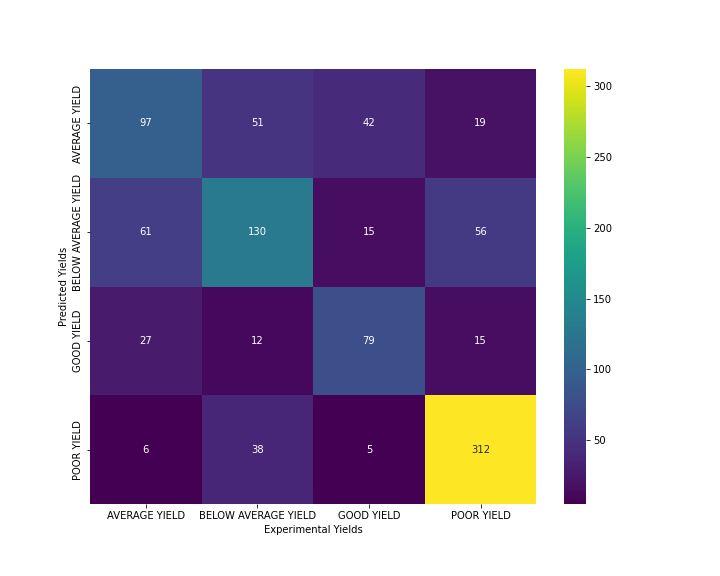 AVERAGE YIELD 97 51 42 19
BELOW AVERAGE YIELD 61 130 15 56
GOOD YIELD 27 12 79 15
POOR YIELD 6 38 5 312
Predicted Yields
AVERAGE YIELD BELOW AVERAGE YIELD GOOD YIELD POOR YIELD
Experimental Yields
300
250
200
150
100
50